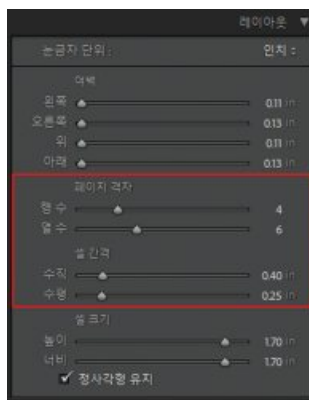 레이아웃 ▼
눈금자 단위 : 인치 :
여백
왼쪽 0.11 in
오른쪽 0.13 in
위 0.11 in
아래 0.13 in
페이지 격자
행 수 4
열 수 6
셀 간격
수직 0.40 in
수평 0.25 in
셀 크기
높이 1.70 in
너비 1.70 in
정사각형 유지